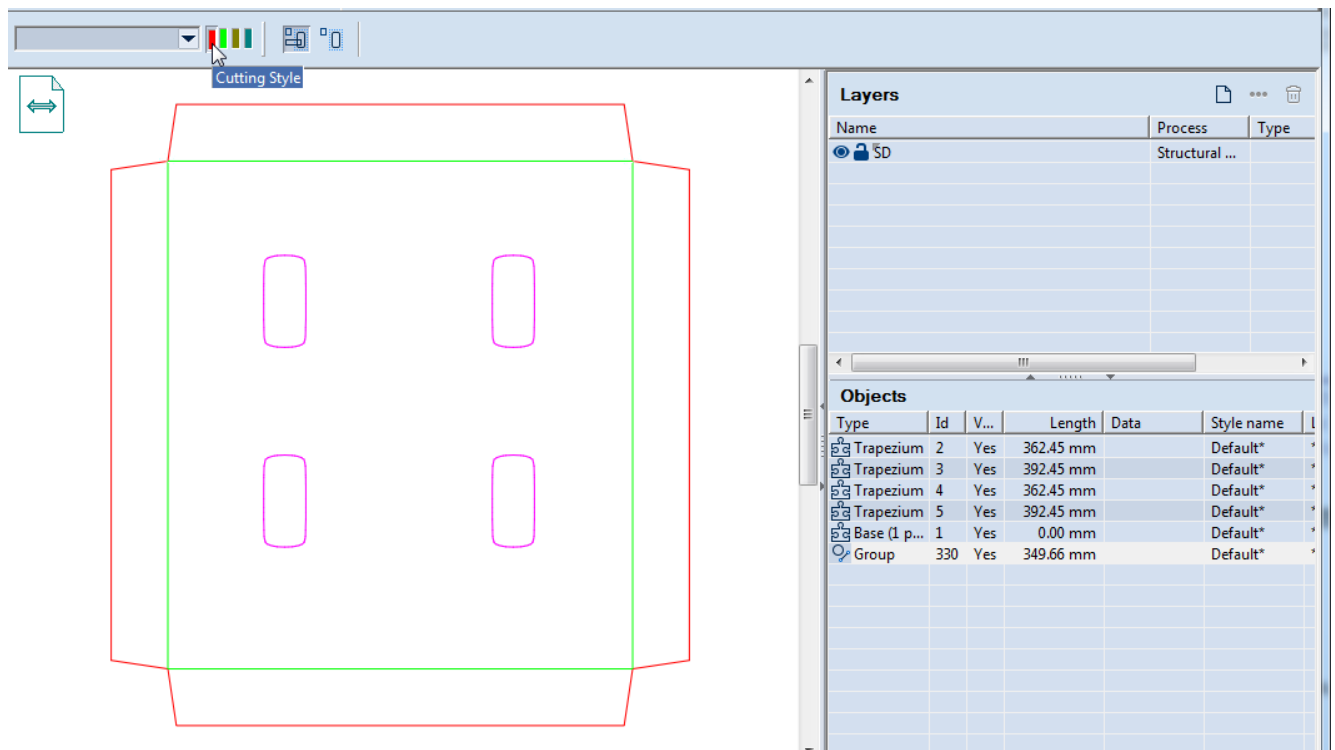 Cutting Style
Layers
Name Process Type
SD Structural ...
Objects
Type Id V... Length Data Style name
Trapezium 2 Yes 362.45 mm Default*
Trapezium 3 Yes 392.45 mm Default*
Trapezium 4 Yes 362.45 mm Default*
Trapezium 5 Yes 392.45 mm Default*
Base (1 p... 1 Yes 0.00 mm Default*
Group 330 Yes 349.66 mm Default*